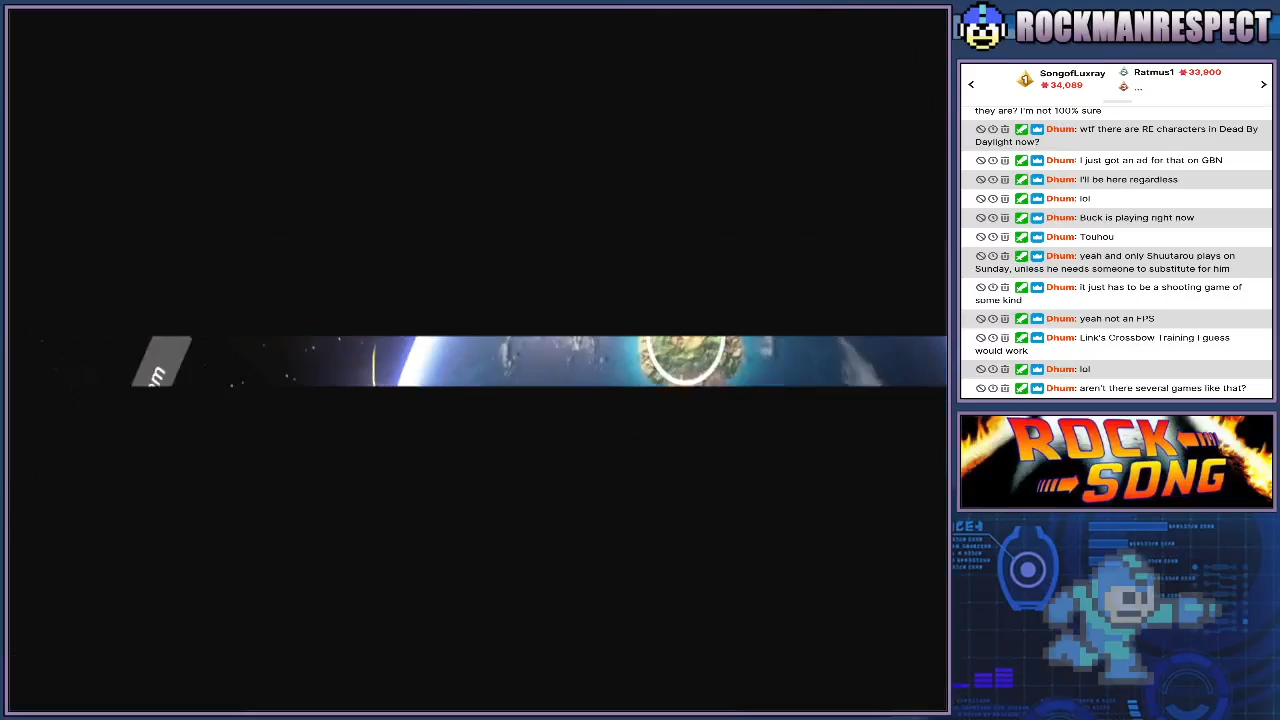 ROCKMANRESPECT
SongofLuxray
34,089
Ratmus1 33,900
...
they are? I'm not 100% sure
Dhum: wtf there are RE characters in Dead By
Daylight now?
Dhum: I just got an ad for that on GBN
Dhum: I'll be here regardless
Dhum: lol
Dhum: Buck is playing right now
Dhum: Touhou
Dhum: yeah and only Shuutarou plays on
Sunday, unless he needs someone to substitute for him
Dhum: it just has to be a shooting game of
some kind
Dhum: yeah not an FPS
Dhum: Link's Crossbow Training I guess
would work
Dhum: lol
Dhum: aren't there several games like that?
om
ROCK
SONG